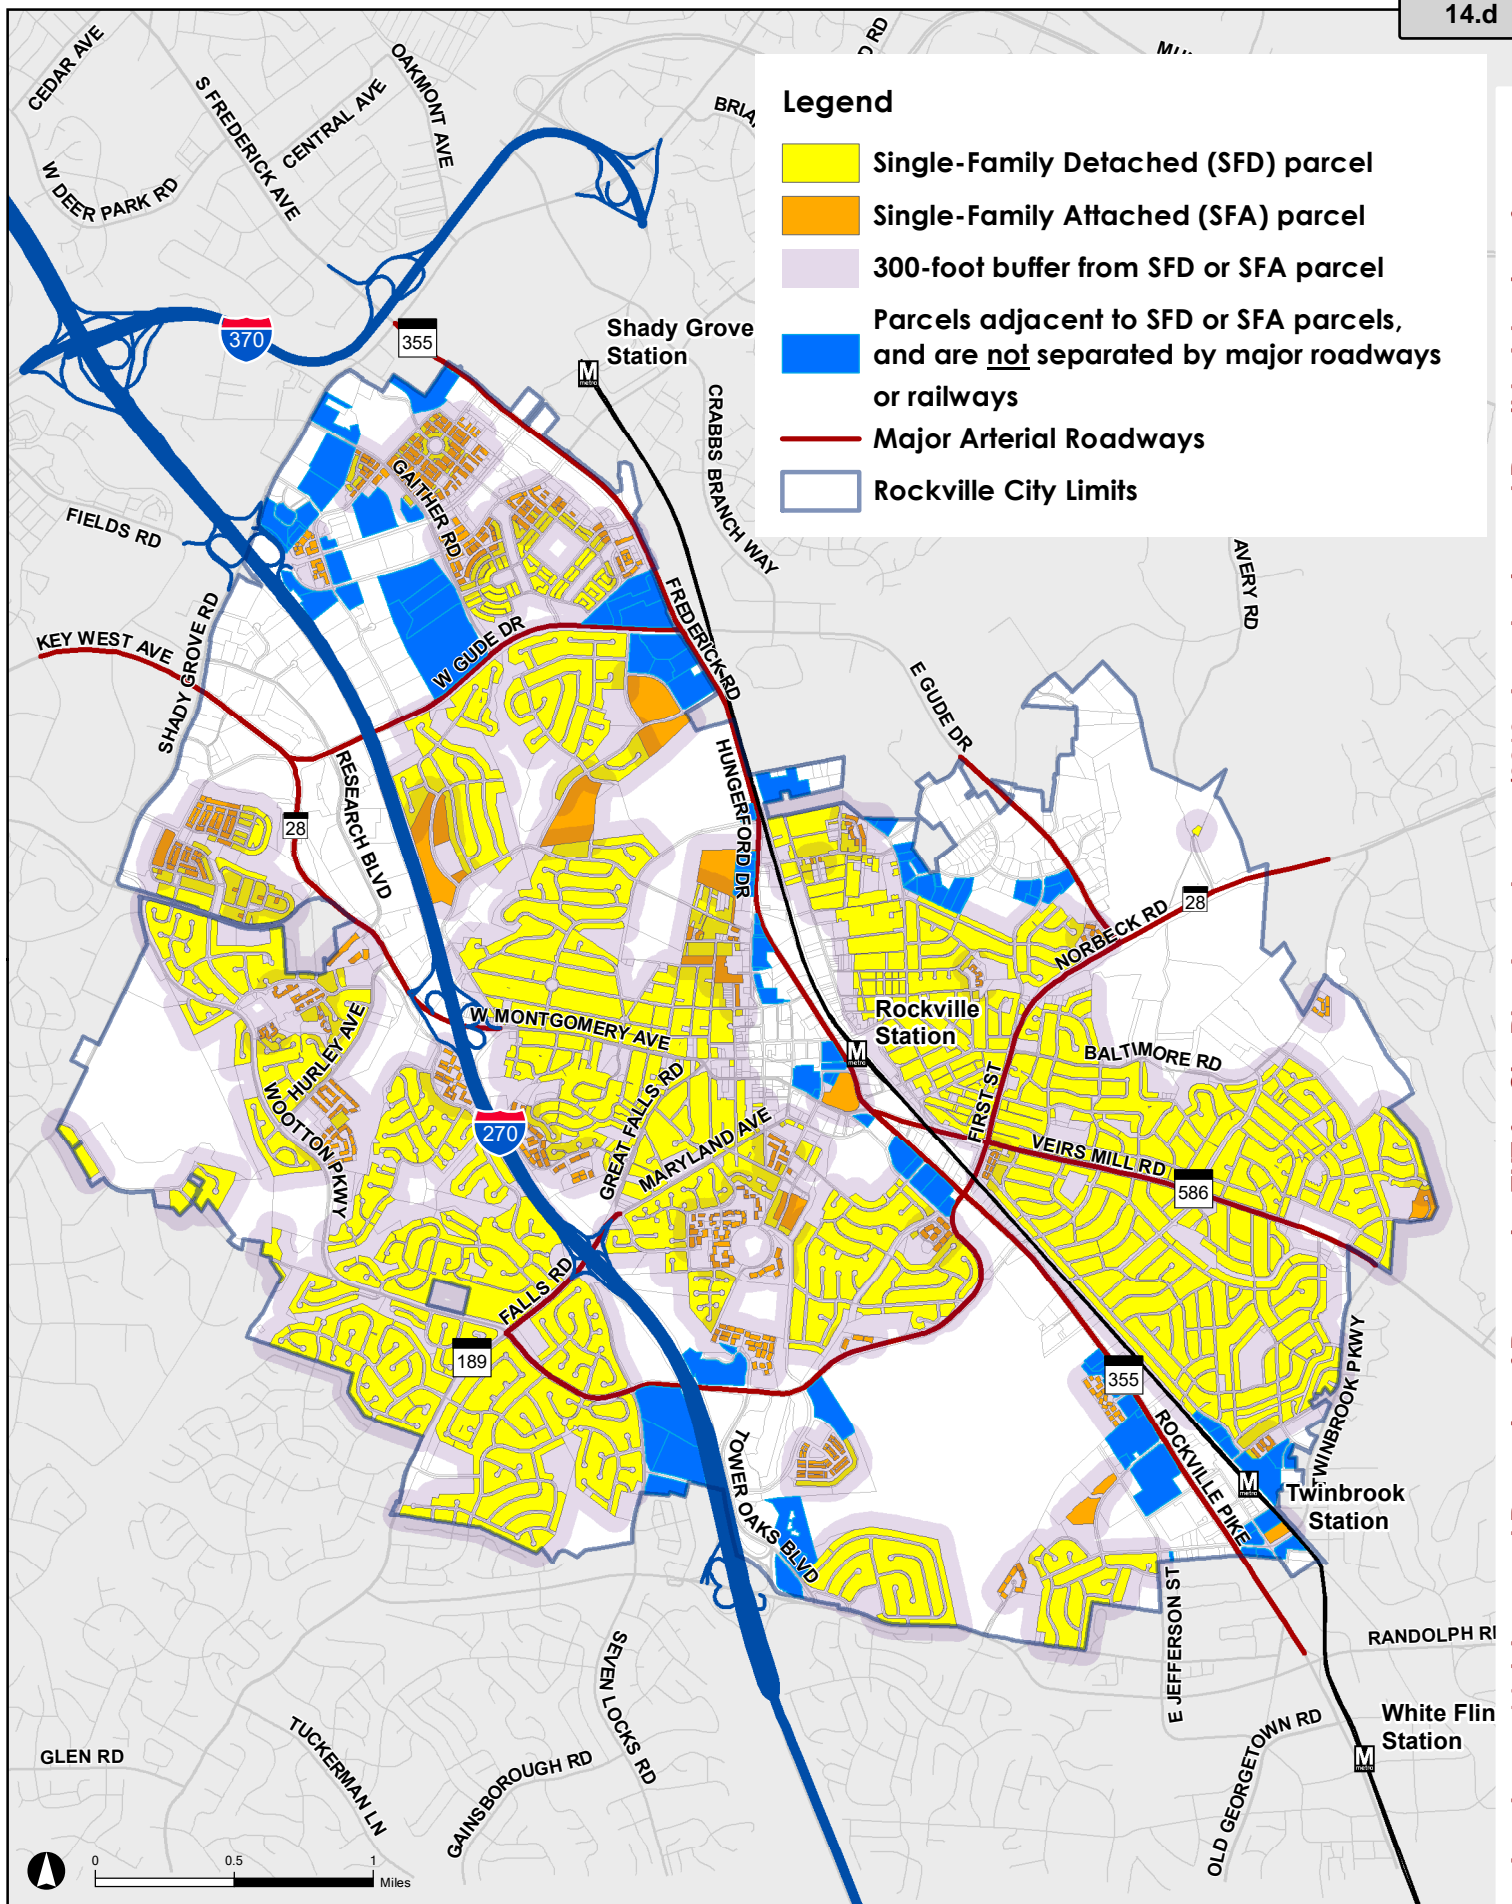 14.d
Legend
Single-Family Detached (SFD) parcel
Single-Family Attached (SFA) parcel
300-foot buffer from SFD or SFA parcel
Parcels adjacent to SFD or SFA parcels,
and are not separated by major roadways
or railways
Major Arterial Roadways
Rockville City Limits
CEDAR AVE
S FREDERICK AVE
CENTRAL AVE
OAKMONT AVE
W DEER PARK RD
370
355
Shady Grove
Station
M
metro
CRABBS BRANCH WAY
FIELDS RD
GAITHER RD
AVERY RD
KEY WEST AVE
SHADY GROVE RD
W GUDE DR
FREDERICK RD
E GUDE DR
RESEARCH BLVD
28
HUNGERFORD DR
28
NORBECK RD
W MONTGOMERY AVE
Rockville
Station
M
metro
BALTIMORE RD
HURLEY AVE
WOOTTON PKWY
GREAT FALLS RD
MARYLAND AVE
FIRST ST
VEIRS MILL RD
270
586
FALLS RD
189
355
TWINBROOK PKWY
ROCKVILLE PIKE
TOWER OAKS BLVD
M
metro
Twinbrook
Station
E JEFFERSON ST
RANDOLPH
SEVEN LOCKS RD
White Flin
Station
M
metro
OLD GEORGETOWN RD
GLEN RD
TUCKERMAN LN
GAINSBOROUGH RD
0 0.5 1
Miles